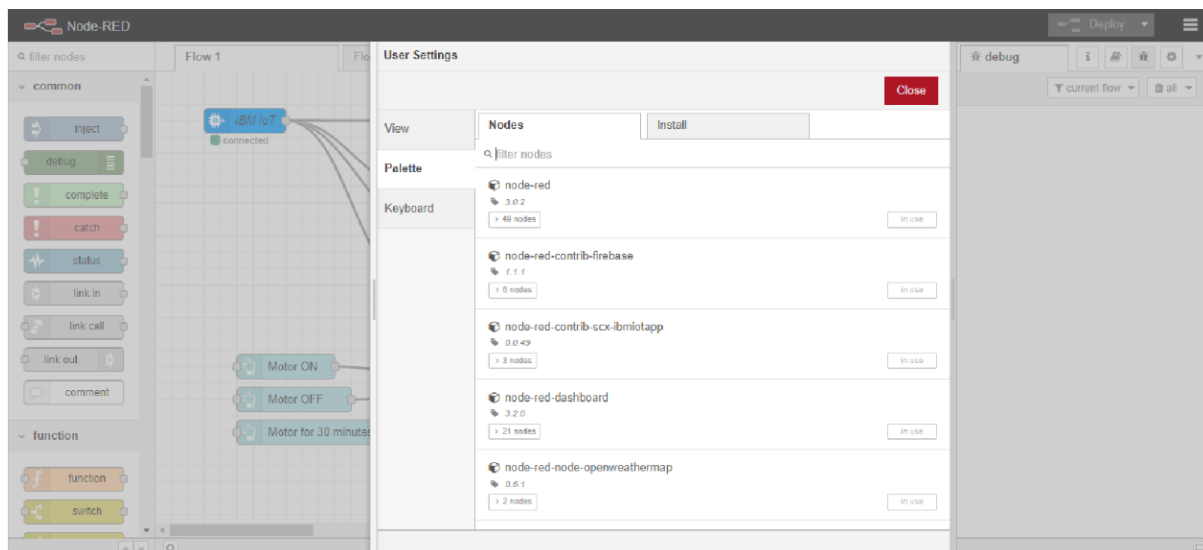 Node-RED
Deploy
filter nodes
common
inject
debug
complete
catch
status
link in
link call
link out
comment
function
function
switch
Flow 1
Flo
IBM IoT
connected
Motor ON
Motor OFF
Motor for 30 minutes
User Settings
Close
View
Palette
Keyboard
Nodes
Install
filter nodes
node-red
3.0.2
> 49 nodes
in use
node-red-contrib-firebase
1.1.1
> 6 nodes
in use
node-red-contrib-scx-ibmiotapp
0.0.49
> 3 nodes
in use
node-red-dashboard
3.2.0
> 21 nodes
in use
node-red-node-openweathermap
0.6.1
> 2 nodes
in use
debug
i
current flow
all